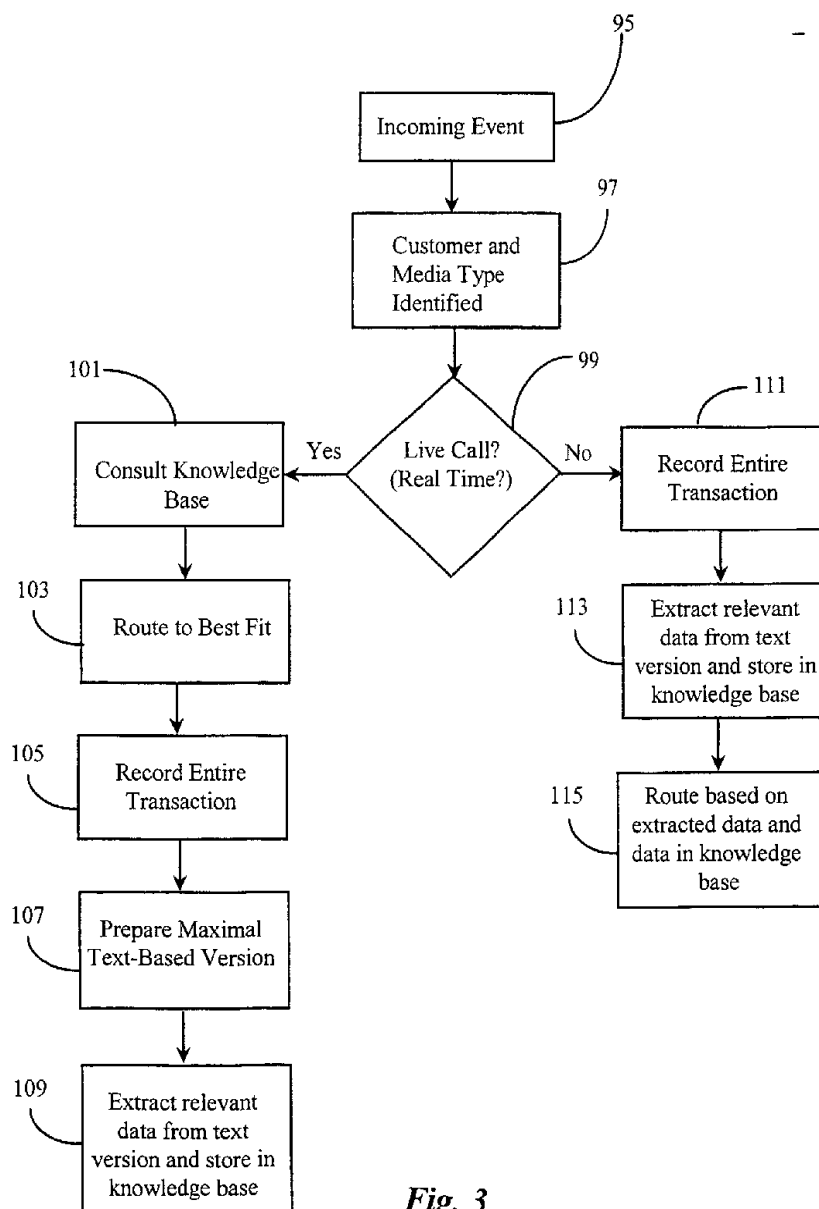 95
Incoming Event
97
Customer and
Media Type
Identified
99
101
111
Live Call?
(Real Time?)
Yes
No
Consult Knowledge
Base
Record Entire
Transaction
103
Route to Best Fit
113
Extract relevant
data from text
version and store in
knowledge base
105
Record Entire
Transaction
115
Route based on
extracted data and
data in knowledge
base
107
Prepare Maximal
Text-Based Version
109
Extract relevant
data from text
version and store in
knowledge base
Fig. 3